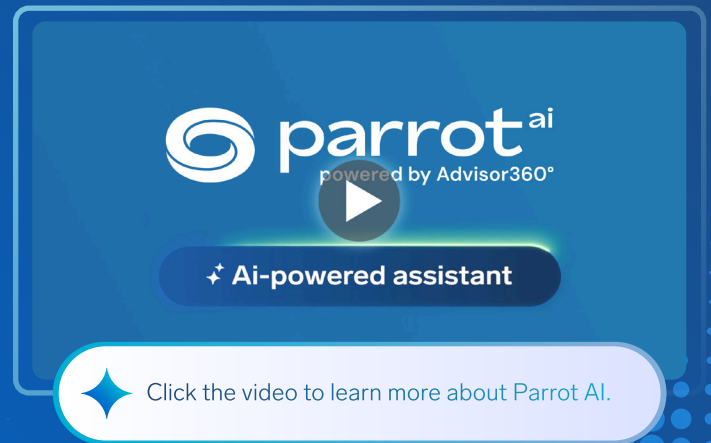 parrot ai
powered by Advisor360°
Ai-powered assistant
Click the video to learn more about Parrot AI.